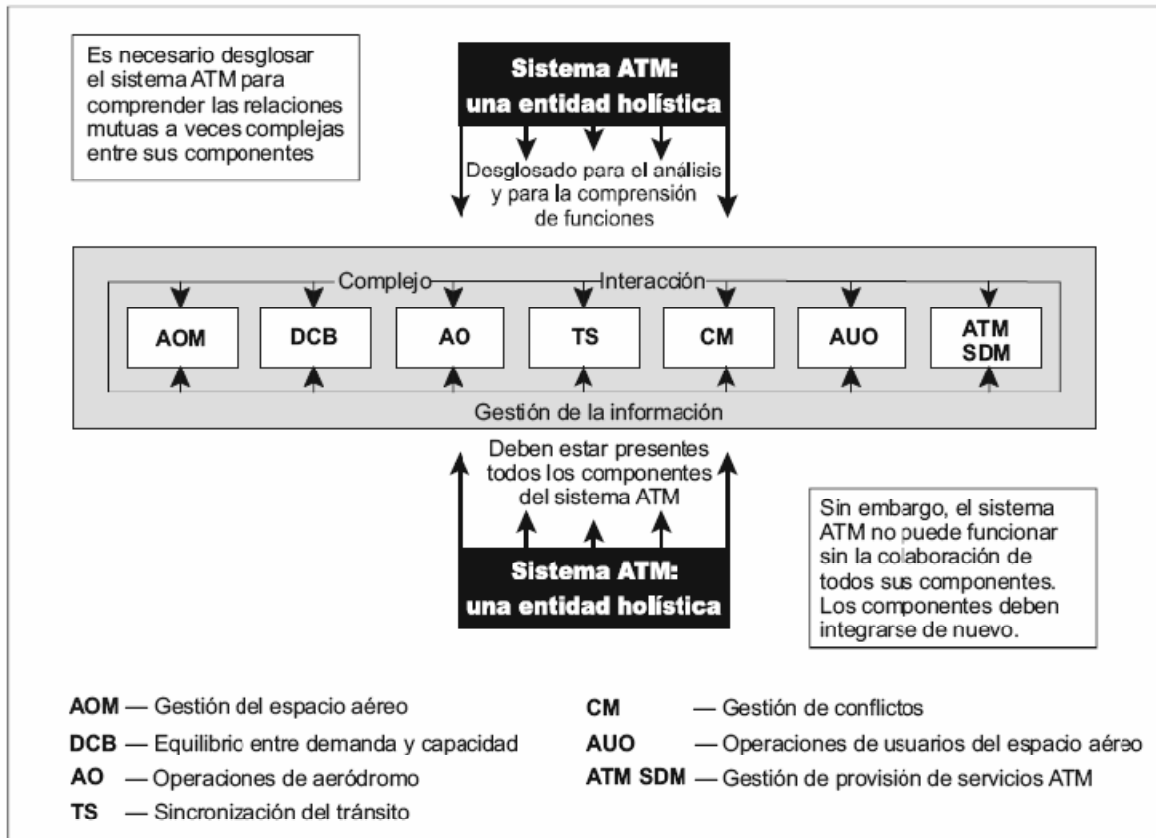 Es necesario desglosar
el sistema ATM para
comprender las relaciones
mutuas a veces complejas
entre sus componentes
Sistema ATM:
una entidad holística
Desglosado para el análisis
y para la comprensión
de funciones
Complejo
Interacción
AOM
DCB
AO
TS
CM
AUO
ATM
SDM
Gestión de la información
Deben estar presentes
todos los componentes
del sistema ATM
Sistema ATM:
una entidad holística
Sin embargo, el sistema
ATM no puede funcionar
sin la colaboración de
todos sus componentes.
Los componentes deben
integrarse de nuevo.
AOM — Gestión del espacio aéreo
DCB — Equilibrio entre demanda y capacidad
AO — Operaciones de aeródromo
TS — Sincronización del tránsito
CM — Gestión de conflictos
AUO — Operaciones de usuarios del espacio aéreo
ATM SDM — Gestión de provisión de servicios ATM